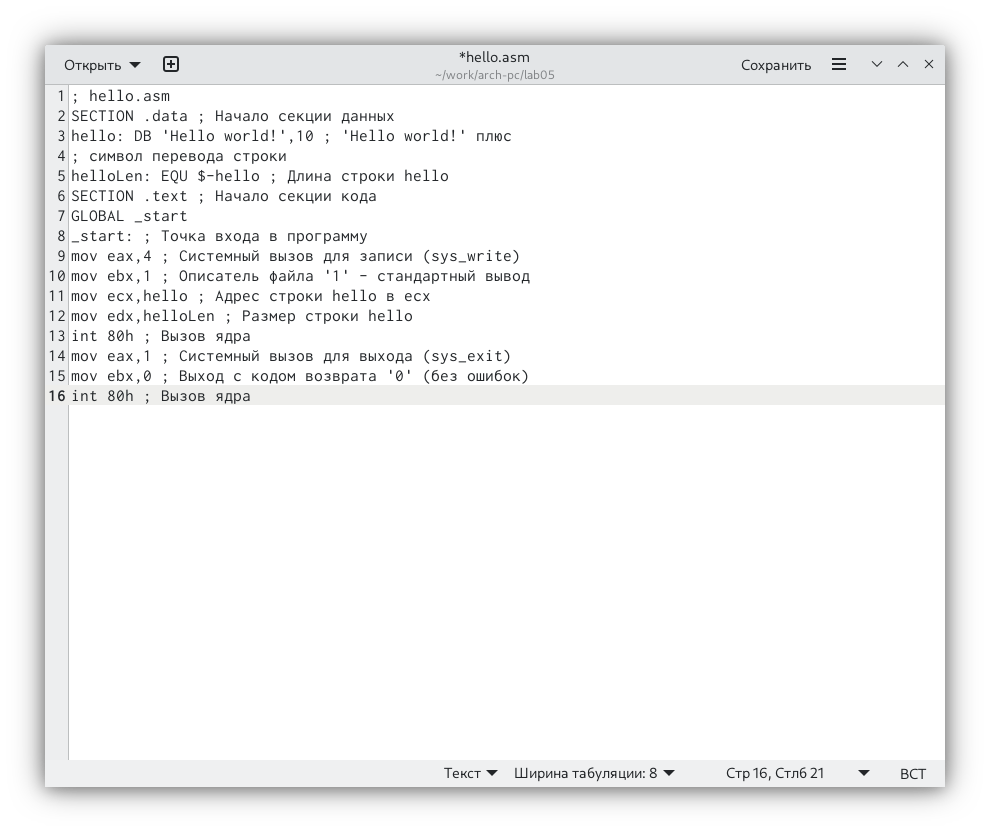 Открыть
*hello.asm
~/work/arch-pc/lab05
Сохранить
1 ; hello.asm
2 SECTION .data ; Начало секции данных
3 hello: DB 'Hello world!',10 ; 'Hello world!' плюс
4 ; символ перевода строки
5 helloLen: EQU $-hello ; Длина строки hello
6 SECTION .text ; Начало секции кода
7 GLOBAL _start
8 _start: ; Точка входа в программу
9 mov eax,4 ; Системный вызов для записи (sys_write)
10 mov ebx,1 ; Описатель файла '1' - стандартный вывод
11 mov ecx,hello ; Адрес строки hello в ecx
12 mov edx,helloLen ; Размер строки hello
13 int 80h ; Вызов ядра
14 mov eax,1 ; Системный вызов для выхода (sys_exit)
15 mov ebx,0 ; Выход с кодом возврата '0' (без ошибок)
16 int 80h ; Вызов ядра
Текст Ширина табуляции: 8 Стр 16, Стлб 21 ВСТ